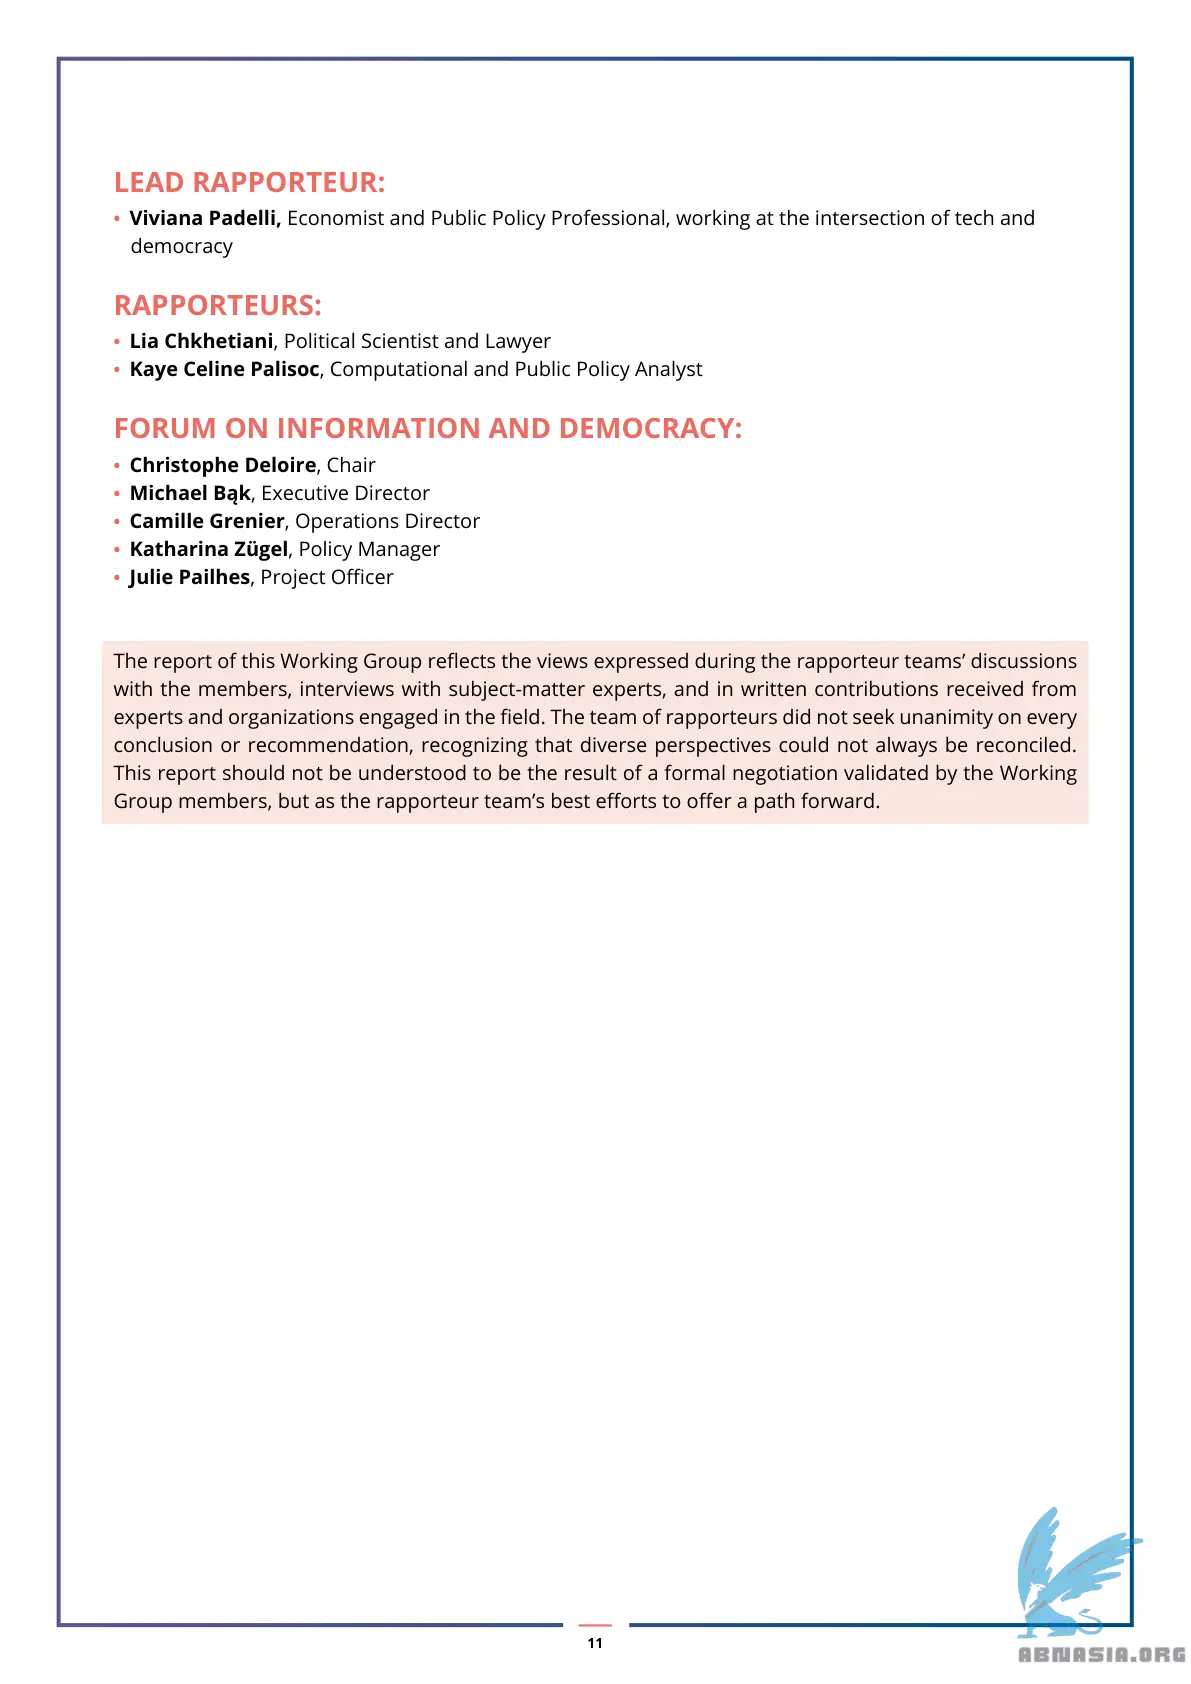 LEAD RAPPORTEUR:
• Viviana Padelli, Economist and Public Policy Professional, working at the intersection of tech and
democracy
RAPPORTEURS:
• Lia Chkhetiani, Political Scientist and Lawyer
• Kaye Celine Palisoc, Computational and Public Policy Analyst
FORUM ON INFORMATION AND DEMOCRACY:
• Christophe Deloire, Chair
• Michael Bąk, Executive Director
• Camille Grenier, Operations Director
• Katharina Zügel, Policy Manager
• Julie Pailhes, Project Officer
The report of this Working Group reflects the views expressed during the rapporteur teams’ discussions
with the members, interviews with subject-matter experts, and in written contributions received from
experts and organizations engaged in the field. The team of rapporteurs did not seek unanimity on every
conclusion or recommendation, recognizing that diverse perspectives could not always be reconciled.
This report should not be understood to be the result of a formal negotiation validated by the Working
Group members, but as the rapporteur team’s best efforts to offer a path forward.
11
ABNASIA.ORG